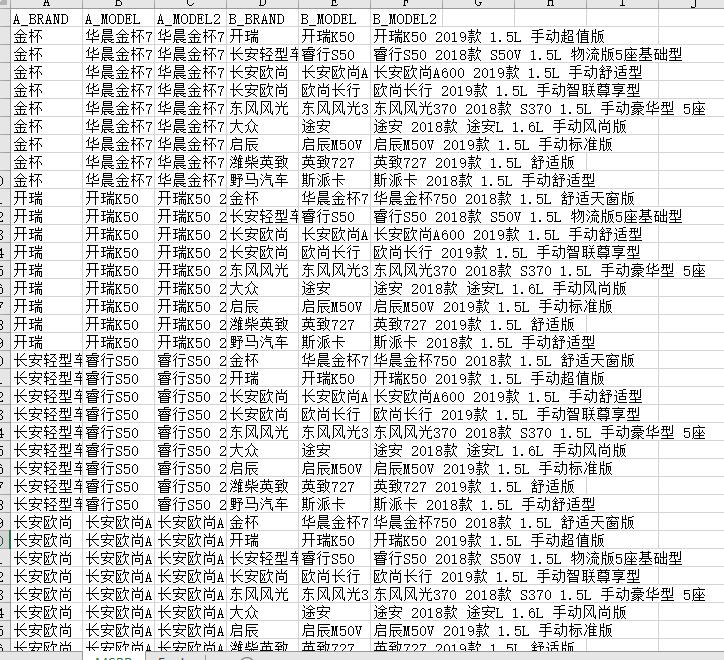 A B C D E F G H I J
A_BRAND A_MODEL A_MODEL2 B_BRAND B_MODEL B_MODEL2
金杯 华晨金杯7 华晨金杯7 开瑞 开瑞K50 开瑞K50 2019款 1.5L 手动超值版
金杯 华晨金杯7 华晨金杯7 长安轻型车 睿行S50 睿行S50 2018款 S50V 1.5L 物流版5座基础型
金杯 华晨金杯7 华晨金杯7 长安欧尚 长安欧尚A 长安欧尚A600 2019款 1.5L 手动舒适型
金杯 华晨金杯7 华晨金杯7 长安欧尚 欧尚长行 欧尚长行 2019款 1.5L 手动智联尊享型
金杯 华晨金杯7 华晨金杯7 东风风光 东风风光3 东风风光370 2018款 S370 1.5L 手动豪华型 5座
金杯 华晨金杯7 华晨金杯7 大众 途安 途安 2018款 途安L 1.6L 手动风尚版
金杯 华晨金杯7 华晨金杯7 启辰 启辰M50V 启辰M50V 2019款 1.5L 手动标准版
金杯 华晨金杯7 华晨金杯7 潍柴英致 英致727 英致727 2019款 1.5L 舒适版
金杯 华晨金杯7 华晨金杯7 野马汽车 斯派卡 斯派卡 2018款 1.5L 手动舒适型
开瑞 开瑞K50 开瑞K50 2 金杯 华晨金杯7 华晨金杯750 2018款 1.5L 舒适天窗版
开瑞 开瑞K50 开瑞K50 2 长安轻型车 睿行S50 睿行S50 2018款 S50V 1.5L 物流版5座基础型
开瑞 开瑞K50 开瑞K50 2 长安欧尚 长安欧尚A 长安欧尚A600 2019款 1.5L 手动舒适型
开瑞 开瑞K50 开瑞K50 2 长安欧尚 欧尚长行 欧尚长行 2019款 1.5L 手动智联尊享型
开瑞 开瑞K50 开瑞K50 2 东风风光 东风风光3 东风风光370 2018款 S370 1.5L 手动豪华型 5座
开瑞 开瑞K50 开瑞K50 2 大众 途安 途安 2018款 途安L 1.6L 手动风尚版
开瑞 开瑞K50 开瑞K50 2 启辰 启辰M50V 启辰M50V 2019款 1.5L 手动标准版
开瑞 开瑞K50 开瑞K50 2 潍柴英致 英致727 英致727 2019款 1.5L 舒适版
开瑞 开瑞K50 开瑞K50 2 野马汽车 斯派卡 斯派卡 2018款 1.5L 手动舒适型
长安轻型车 睿行S50 睿行S50 2 金杯 华晨金杯7 华晨金杯750 2018款 1.5L 舒适天窗版
长安轻型车 睿行S50 睿行S50 2 开瑞 开瑞K50 开瑞K50 2019款 1.5L 手动超值版
长安轻型车 睿行S50 睿行S50 2 长安欧尚 长安欧尚A 长安欧尚A600 2019款 1.5L 手动舒适型
长安轻型车 睿行S50 睿行S50 2 长安欧尚 欧尚长行 欧尚长行 2019款 1.5L 手动智联尊享型
长安轻型车 睿行S50 睿行S50 2 东风风光 东风风光3 东风风光370 2018款 S370 1.5L 手动豪华型 5座
长安轻型车 睿行S50 睿行S50 2 大众 途安 途安 2018款 途安L 1.6L 手动风尚版
长安轻型车 睿行S50 睿行S50 2 启辰 启辰M50V 启辰M50V 2019款 1.5L 手动标准版
长安轻型车 睿行S50 睿行S50 2 潍柴英致 英致727 英致727 2019款 1.5L 舒适版
长安轻型车 睿行S50 睿行S50 2 野马汽车 斯派卡 斯派卡 2018款 1.5L 手动舒适型
长安欧尚 长安欧尚A 长安欧尚A 金杯 华晨金杯7 华晨金杯750 2018款 1.5L 舒适天窗版
长安欧尚 长安欧尚A 长安欧尚A 开瑞 开瑞K50 开瑞K50 2019款 1.5L 手动超值版
长安欧尚 长安欧尚A 长安欧尚A 长安轻型车 睿行S50 睿行S50 2018款 S50V 1.5L 物流版5座基础型
长安欧尚 长安欧尚A 长安欧尚A 长安欧尚 欧尚长行 欧尚长行 2019款 1.5L 手动智联尊享型
长安欧尚 长安欧尚A 长安欧尚A 东风风光 东风风光3 东风风光370 2018款 S370 1.5L 手动豪华型 5座
长安欧尚 长安欧尚A 长安欧尚A 大众 途安 途安 2018款 途安L 1.6L 手动风尚版
长安欧尚 长安欧尚A 长安欧尚A 启辰 启辰M50V 启辰M50V 2019款 1.5L 手动标准版
长安欧尚 长安欧尚A 长安欧尚A 潍柴英致 英致727 英致727 2019款 1.5L 舒适版